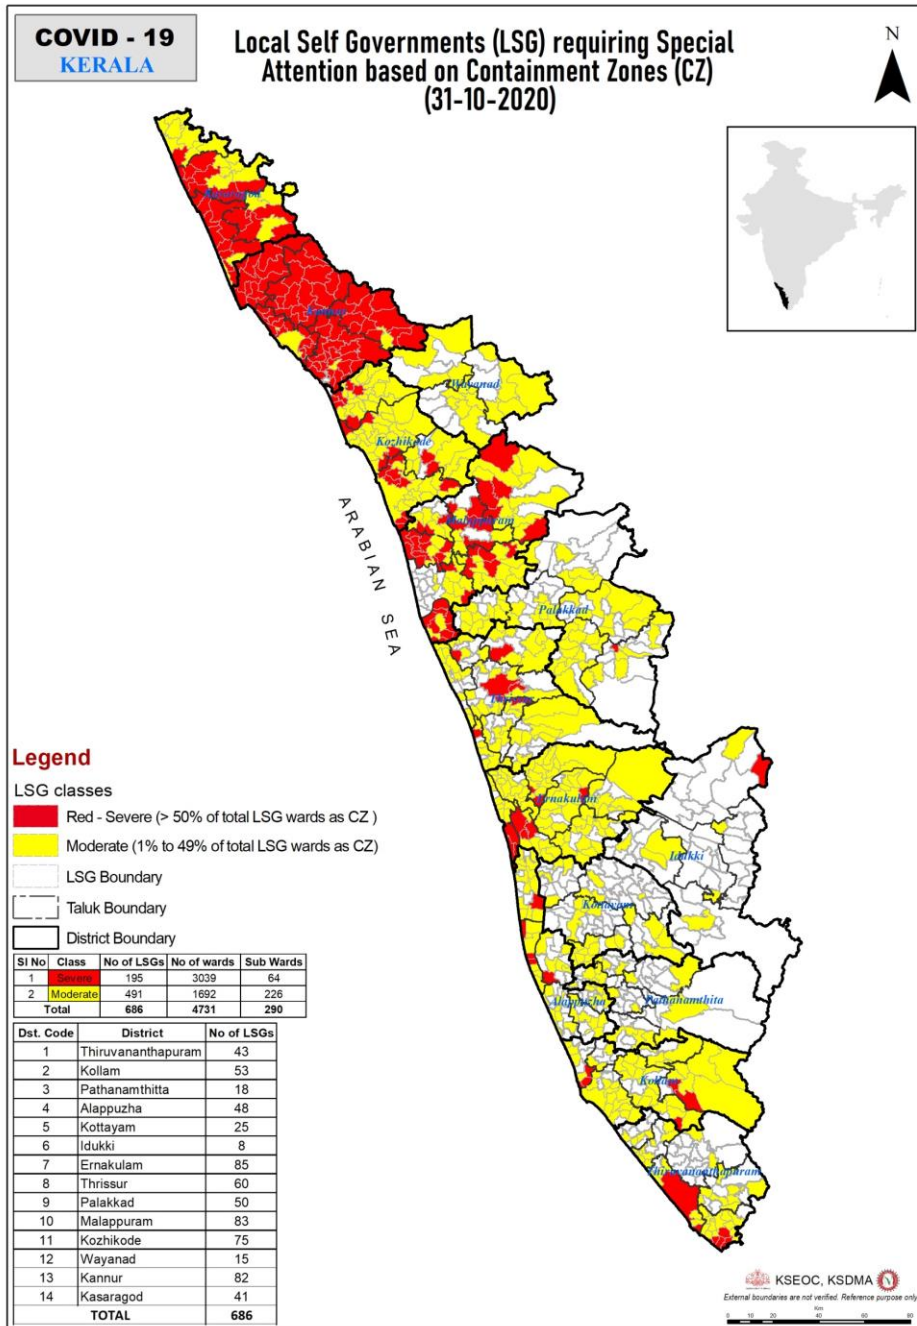 COVID - 19
KERALA
Local Self Governments (LSG) requiring Special
Attention based on Containment Zones (CZ)
(31-10-2020)
N
Kasaragod
Kannur
Wayanad
Kozhikode
Malappuram
ARABIAN SEA
Palakkad
Thrissur
Ernakulam
Idukki
Kottayam
Alappuzha
Pathanamthitta
Kollam
Thiruvananthapuram
Legend
LSG classes
Red - Severe (> 50% of total LSG wards as CZ )
Moderate (1% to 49% of total LSG wards as CZ)
LSG Boundary
Taluk Boundary
District Boundary
Sl No Class No of LSGs No of wards Sub Wards
1 Severe 195 3039 64
2 Moderate 491 1692 226
Total 686 4731 290
Dst. Code District No of LSGs
1 Thiruvananthapuram 43
2 Kollam 53
3 Pathanamthitta 18
4 Alappuzha 48
5 Kottayam 25
6 Idukki 8
7 Ernakulam 85
8 Thrissur 60
9 Palakkad 50
10 Malappuram 83
11 Kozhikode 75
12 Wayanad 15
13 Kannur 82
14 Kasaragod 41
TOTAL 686
KSEOC, KSDMA
External boundaries are not verified. Reference purpose only
Km
0 10 20 40 60 80